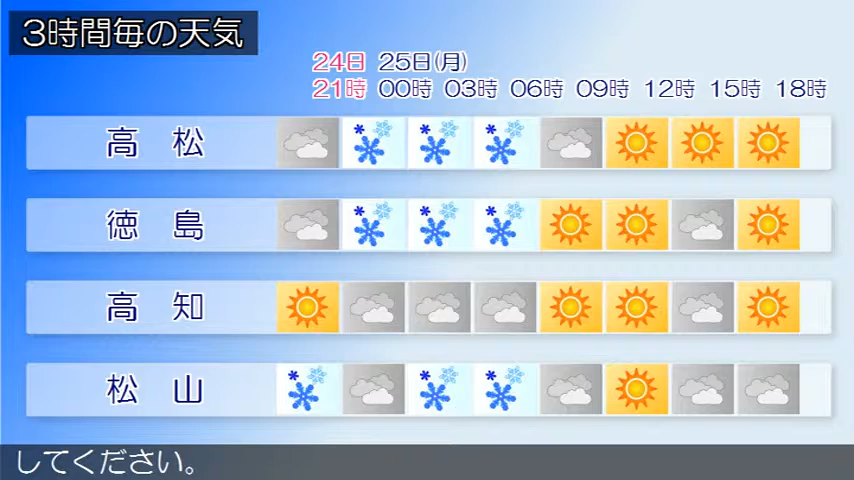 3時間毎の天気
24日 25日(月)
21時 00時 03時 06時 09時 12時 15時 18時
高 松
徳 島
高 知
松 山
してください。